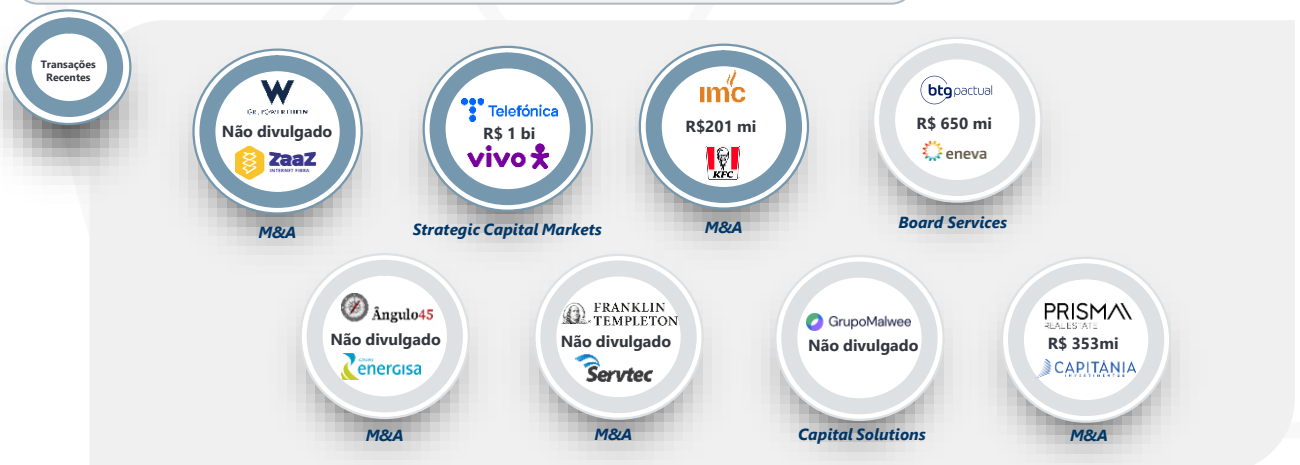 Transações
Recentes
W
Não divulgado
zaaz
INTERNET FIBRA
M&A
Telefónica
R$ 1 bi
vivo
Strategic Capital Markets
imc
R$201 mi
KFC
M&A
btg pactual
R$ 650 mi
eneva
Board Services
Ângulo45
Não divulgado
GRUPO
energisa
M&A
FRANKLIN
TEMPLETON
Não divulgado
Servtec
M&A
GrupoMalwee
Não divulgado
Capital Solutions
PRISMA
REAL ESTATE
R$ 353mi
CAPITÂNIA
INVESTIMENTOS
M&A